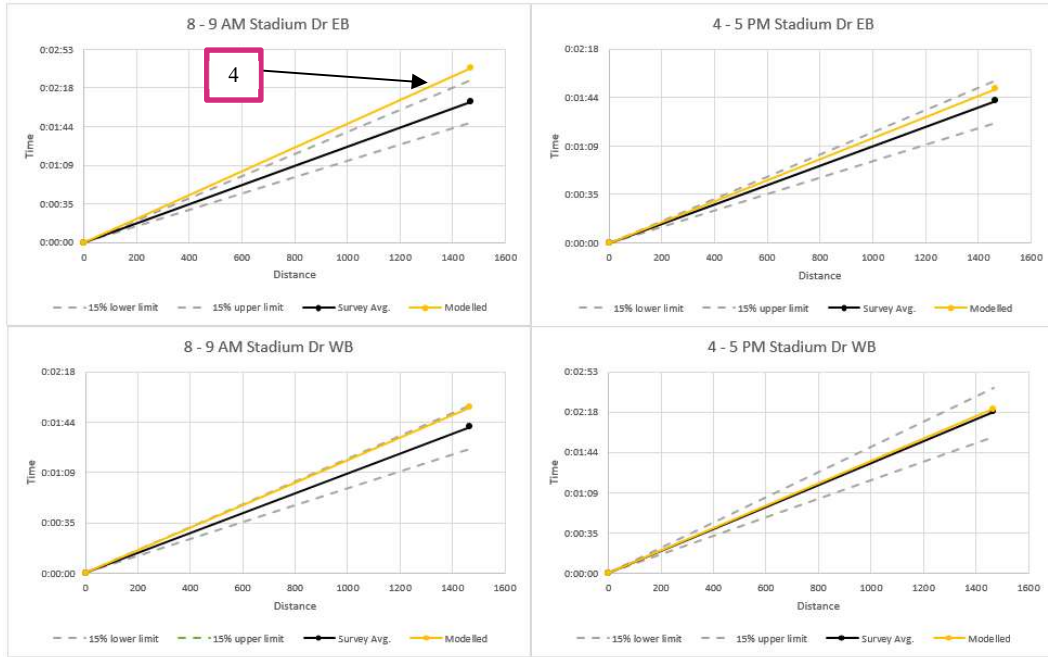 8 - 9 AM Stadium Dr EB
0:02:53
0:02:18
0:01:44
0:01:09
0:00:35
0:00:00
Time
4
0 200 400 600 800 1000 1200 1400 1600
Distance
15% lower limit 15% upper limit Survey Avg. Modelled
4 - 5 PM Stadium Dr EB
0:02:18
0:01:44
0:01:09
0:00:35
0:00:00
Time
0 200 400 600 800 1000 1200 1400 1600
Distance
15% lower limit 15% upper limit Survey Avg. Modelled
8 - 9 AM Stadium Dr WB
0:02:18
0:01:44
0:01:09
0:00:35
0:00:00
Time
0 200 400 600 800 1000 1200 1400 1600
Distance
15% lower limit 15% upper limit Survey Avg. Modelled
4 - 5 PM Stadium Dr WB
0:02:53
0:02:18
0:01:44
0:01:09
0:00:35
0:00:00
Time
0 200 400 600 800 1000 1200 1400 1600
Distance
15% lower limit 15% upper limit Survey Avg. Modelled